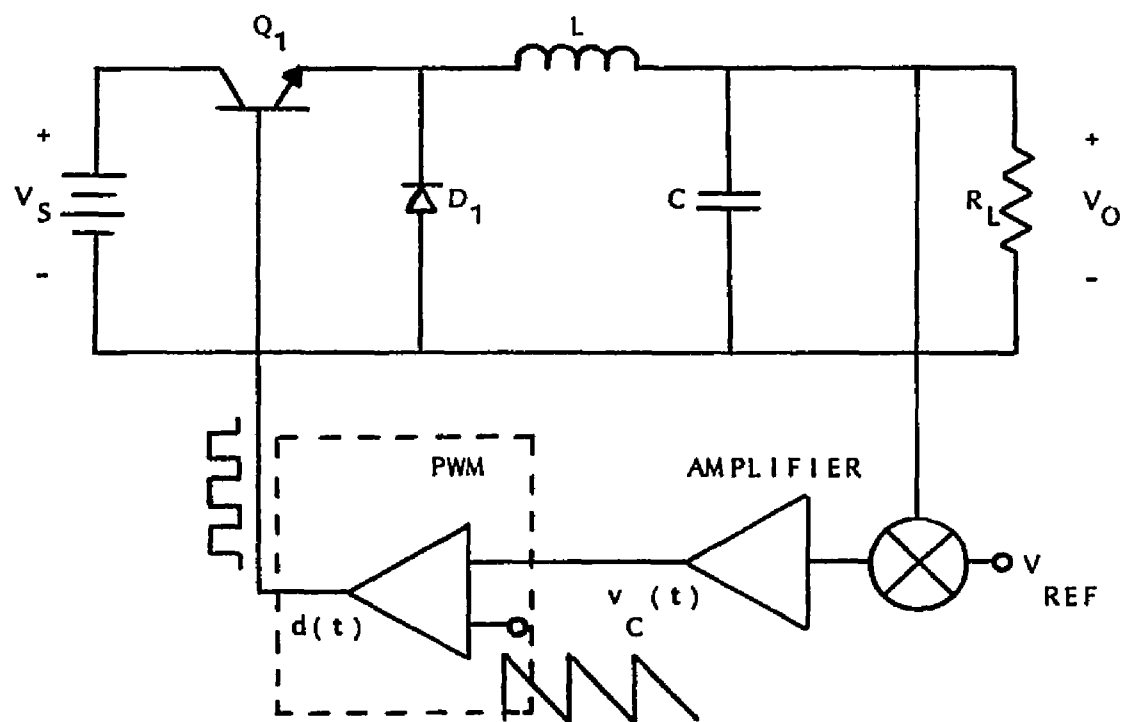 Q1
L
+
VS
-
D1
C
RL
+
VO
-
PWM
AMPLIFIER
d(t)
vC(t)
VREF